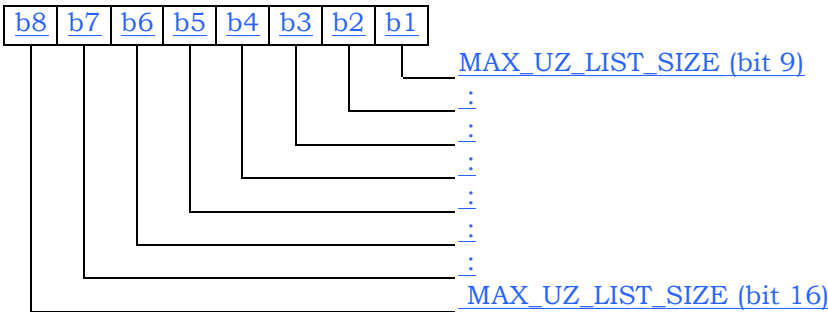 b8 b7 b6 b5 b4 b3 b2 b1
MAX_UZ_LIST_SIZE (bit 9)
:
:
:
:
:
:
MAX_UZ_LIST_SIZE (bit 16)